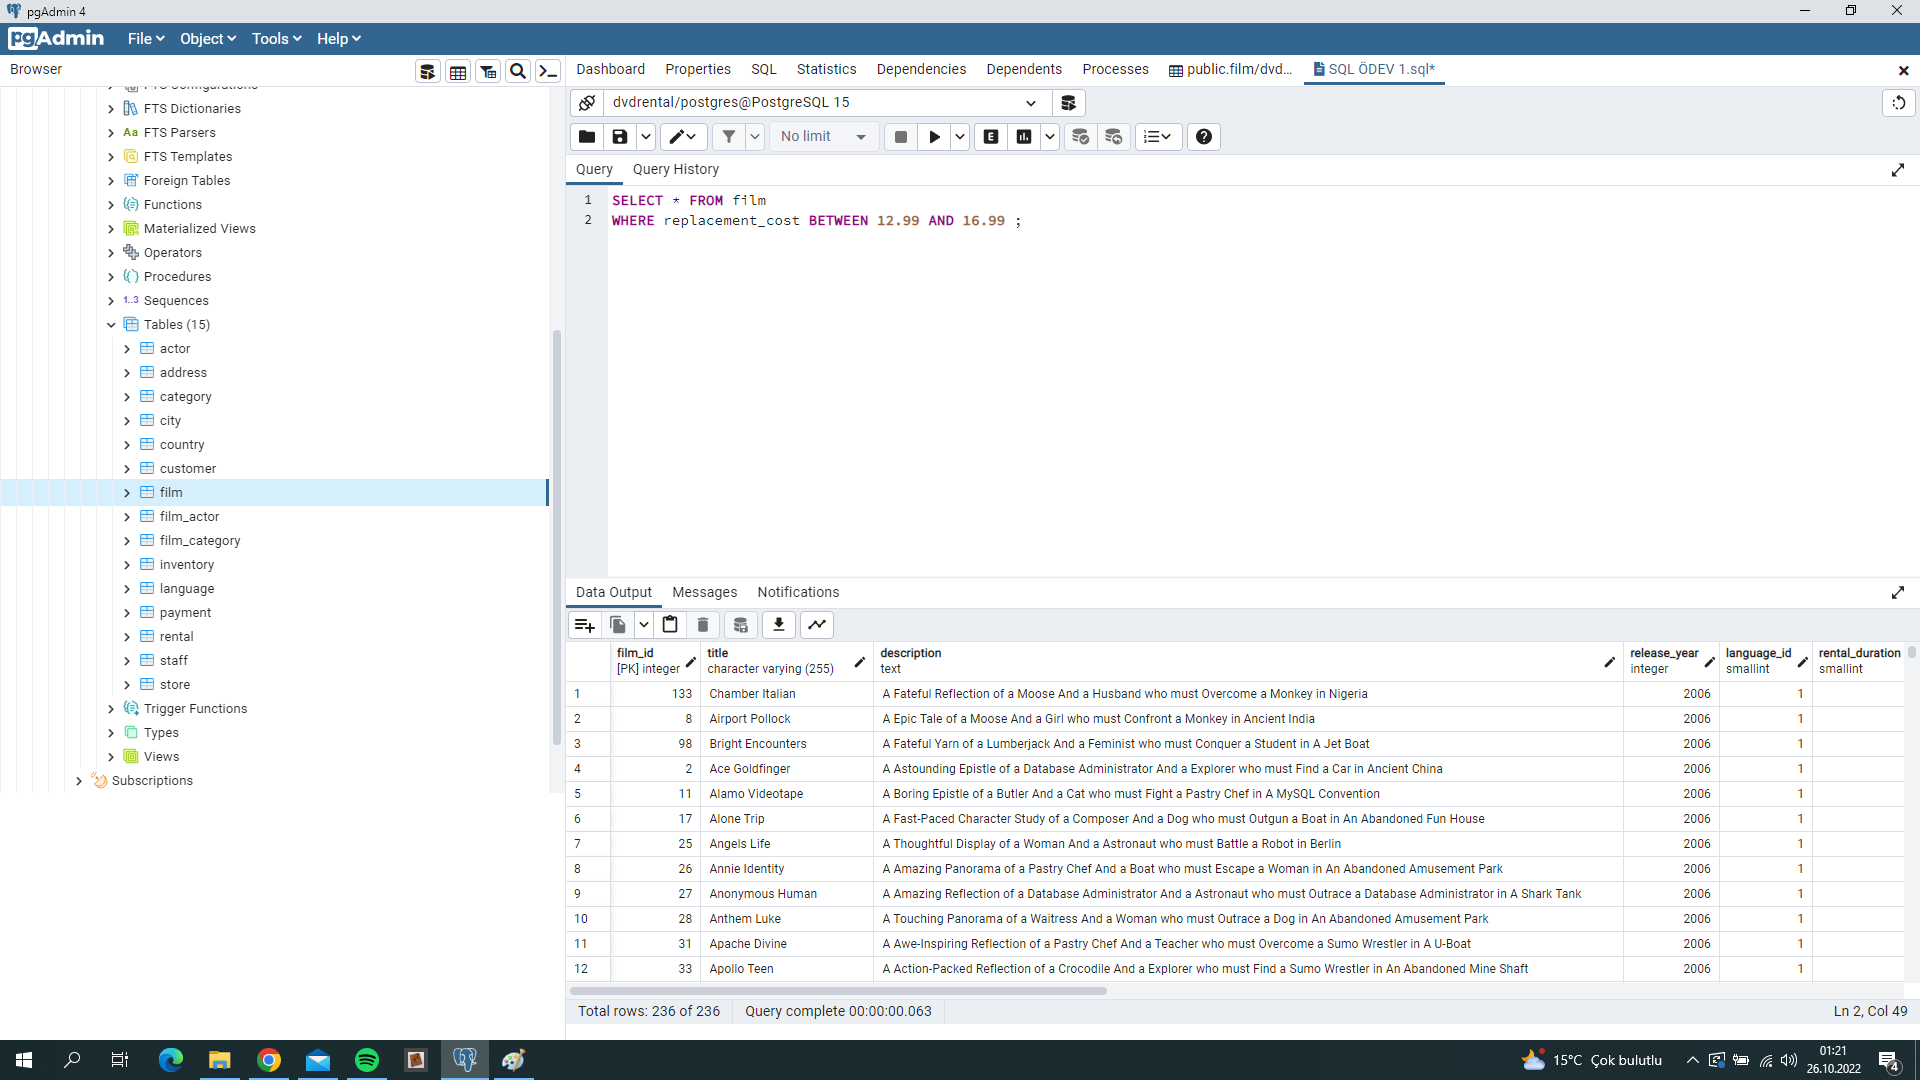 pgAdmin 4
pgAdmin File Object Tools Help
Browser
Dashboard Properties SQL Statistics Dependencies Dependents Processes public.film/dvd... SQL ÖDEV 1.sql*
FTS Configurations
FTS Dictionaries
Aa FTS Parsers
FTS Templates
Foreign Tables
Functions
Materialized Views
Operators
Procedures
1..3 Sequences
Tables (15)
actor
address
category
city
country
customer
film
film_actor
film_category
inventory
language
payment
rental
staff
store
Trigger Functions
Types
Views
Subscriptions
dvdrental/postgres@PostgreSQL 15
No limit
E
Query Query History
1 SELECT * FROM film
2 WHERE replacement_cost BETWEEN 12.99 AND 16.99 ;
Data Output Messages Notifications
film_id title description release_year language_id rental_duration
[PK] integer character varying (255) text integer smallint smallint
1 133 Chamber Italian A Fateful Reflection of a Moose And a Husband who must Overcome a Monkey in Nigeria 2006 1
2 8 Airport Pollock A Epic Tale of a Moose And a Girl who must Confront a Monkey in Ancient India 2006 1
3 98 Bright Encounters A Fateful Yarn of a Lumberjack And a Feminist who must Conquer a Student in A Jet Boat 2006 1
4 2 Ace Goldfinger A Astounding Epistle of a Database Administrator And a Explorer who must Find a Car in Ancient China 2006 1
5 11 Alamo Videotape A Boring Epistle of a Butler And a Cat who must Fight a Pastry Chef in A MySQL Convention 2006 1
6 17 Alone Trip A Fast-Paced Character Study of a Composer And a Dog who must Outgun a Boat in An Abandoned Fun House 2006 1
7 25 Angels Life A Thoughtful Display of a Woman And a Astronaut who must Battle a Robot in Berlin 2006 1
8 26 Annie Identity A Amazing Panorama of a Pastry Chef And a Boat who must Escape a Woman in An Abandoned Amusement Park 2006 1
9 27 Anonymous Human A Amazing Reflection of a Database Administrator And a Astronaut who must Outrace a Database Administrator in A Shark Tank 2006 1
10 28 Anthem Luke A Touching Panorama of a Waitress And a Woman who must Outrace a Dog in An Abandoned Amusement Park 2006 1
11 31 Apache Divine A Awe-Inspiring Reflection of a Pastry Chef And a Teacher who must Overcome a Sumo Wrestler in A U-Boat 2006 1
12 33 Apollo Teen A Action-Packed Reflection of a Crocodile And a Explorer who must Find a Sumo Wrestler in An Abandoned Mine Shaft 2006 1
Total rows: 236 of 236 Query complete 00:00:00.063 Ln 2, Col 49
15°C Çok bulutlu 01:21
26.10.2022 4